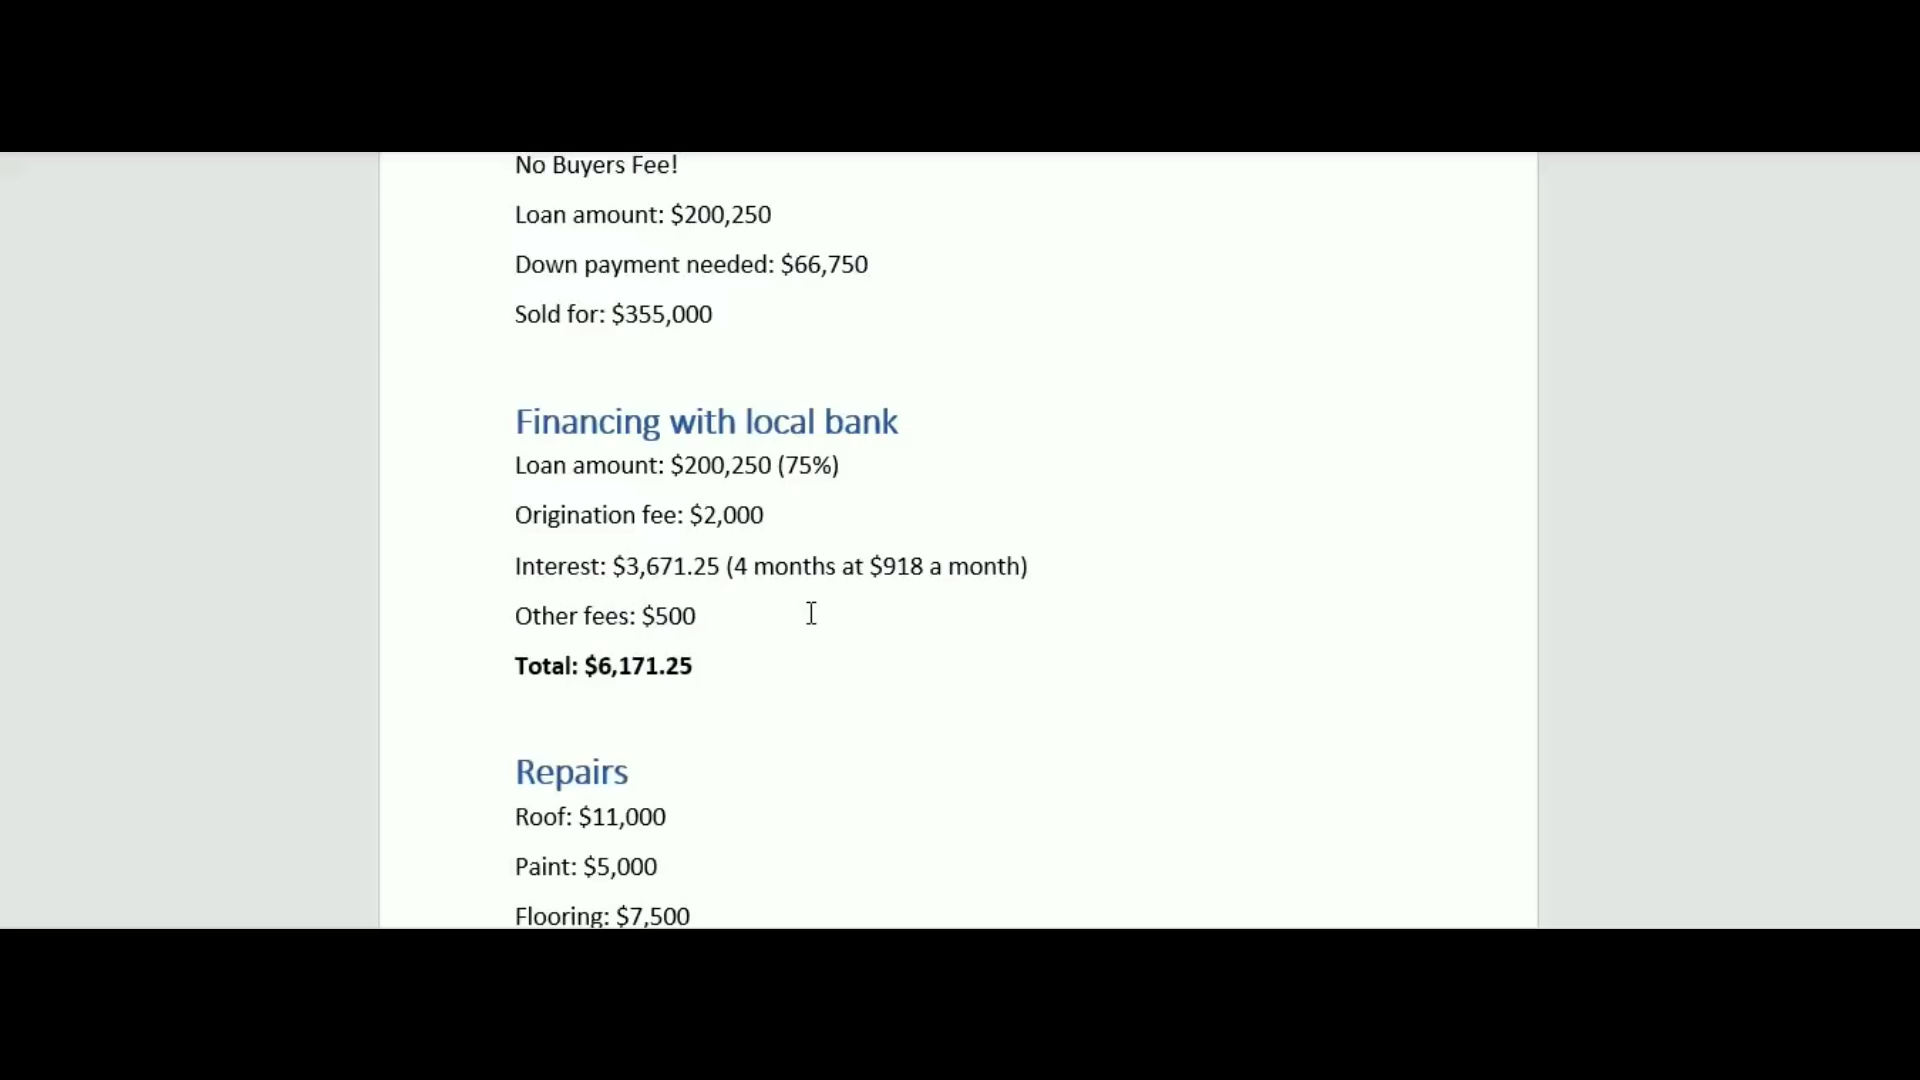 No Buyers Fee!
Loan amount: $200,250
Down payment needed: $66,750
Sold for: $355,000
Financing with local bank
Loan amount: $200,250 (75%)
Origination fee: $2,000
Interest: $3,671.25 (4 months at $918 a month)
Other fees: $500
Total: $6,171.25
Repairs
Roof: $11,000
Paint: $5,000
Flooring: $7,500